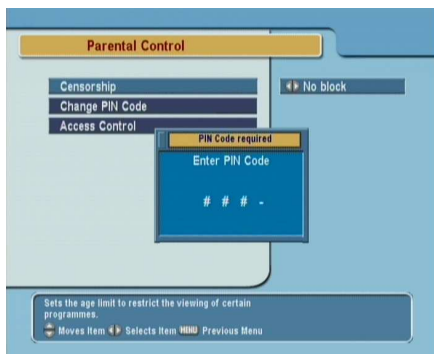 Parental Control
Censorship
No block
Change PIN Code
Access Control
PIN Code required
Enter PIN Code
# # # -
Sets the age limit to restrict the viewing of certain
programmes.
Moves Item Selects Item MENU Previous Menu